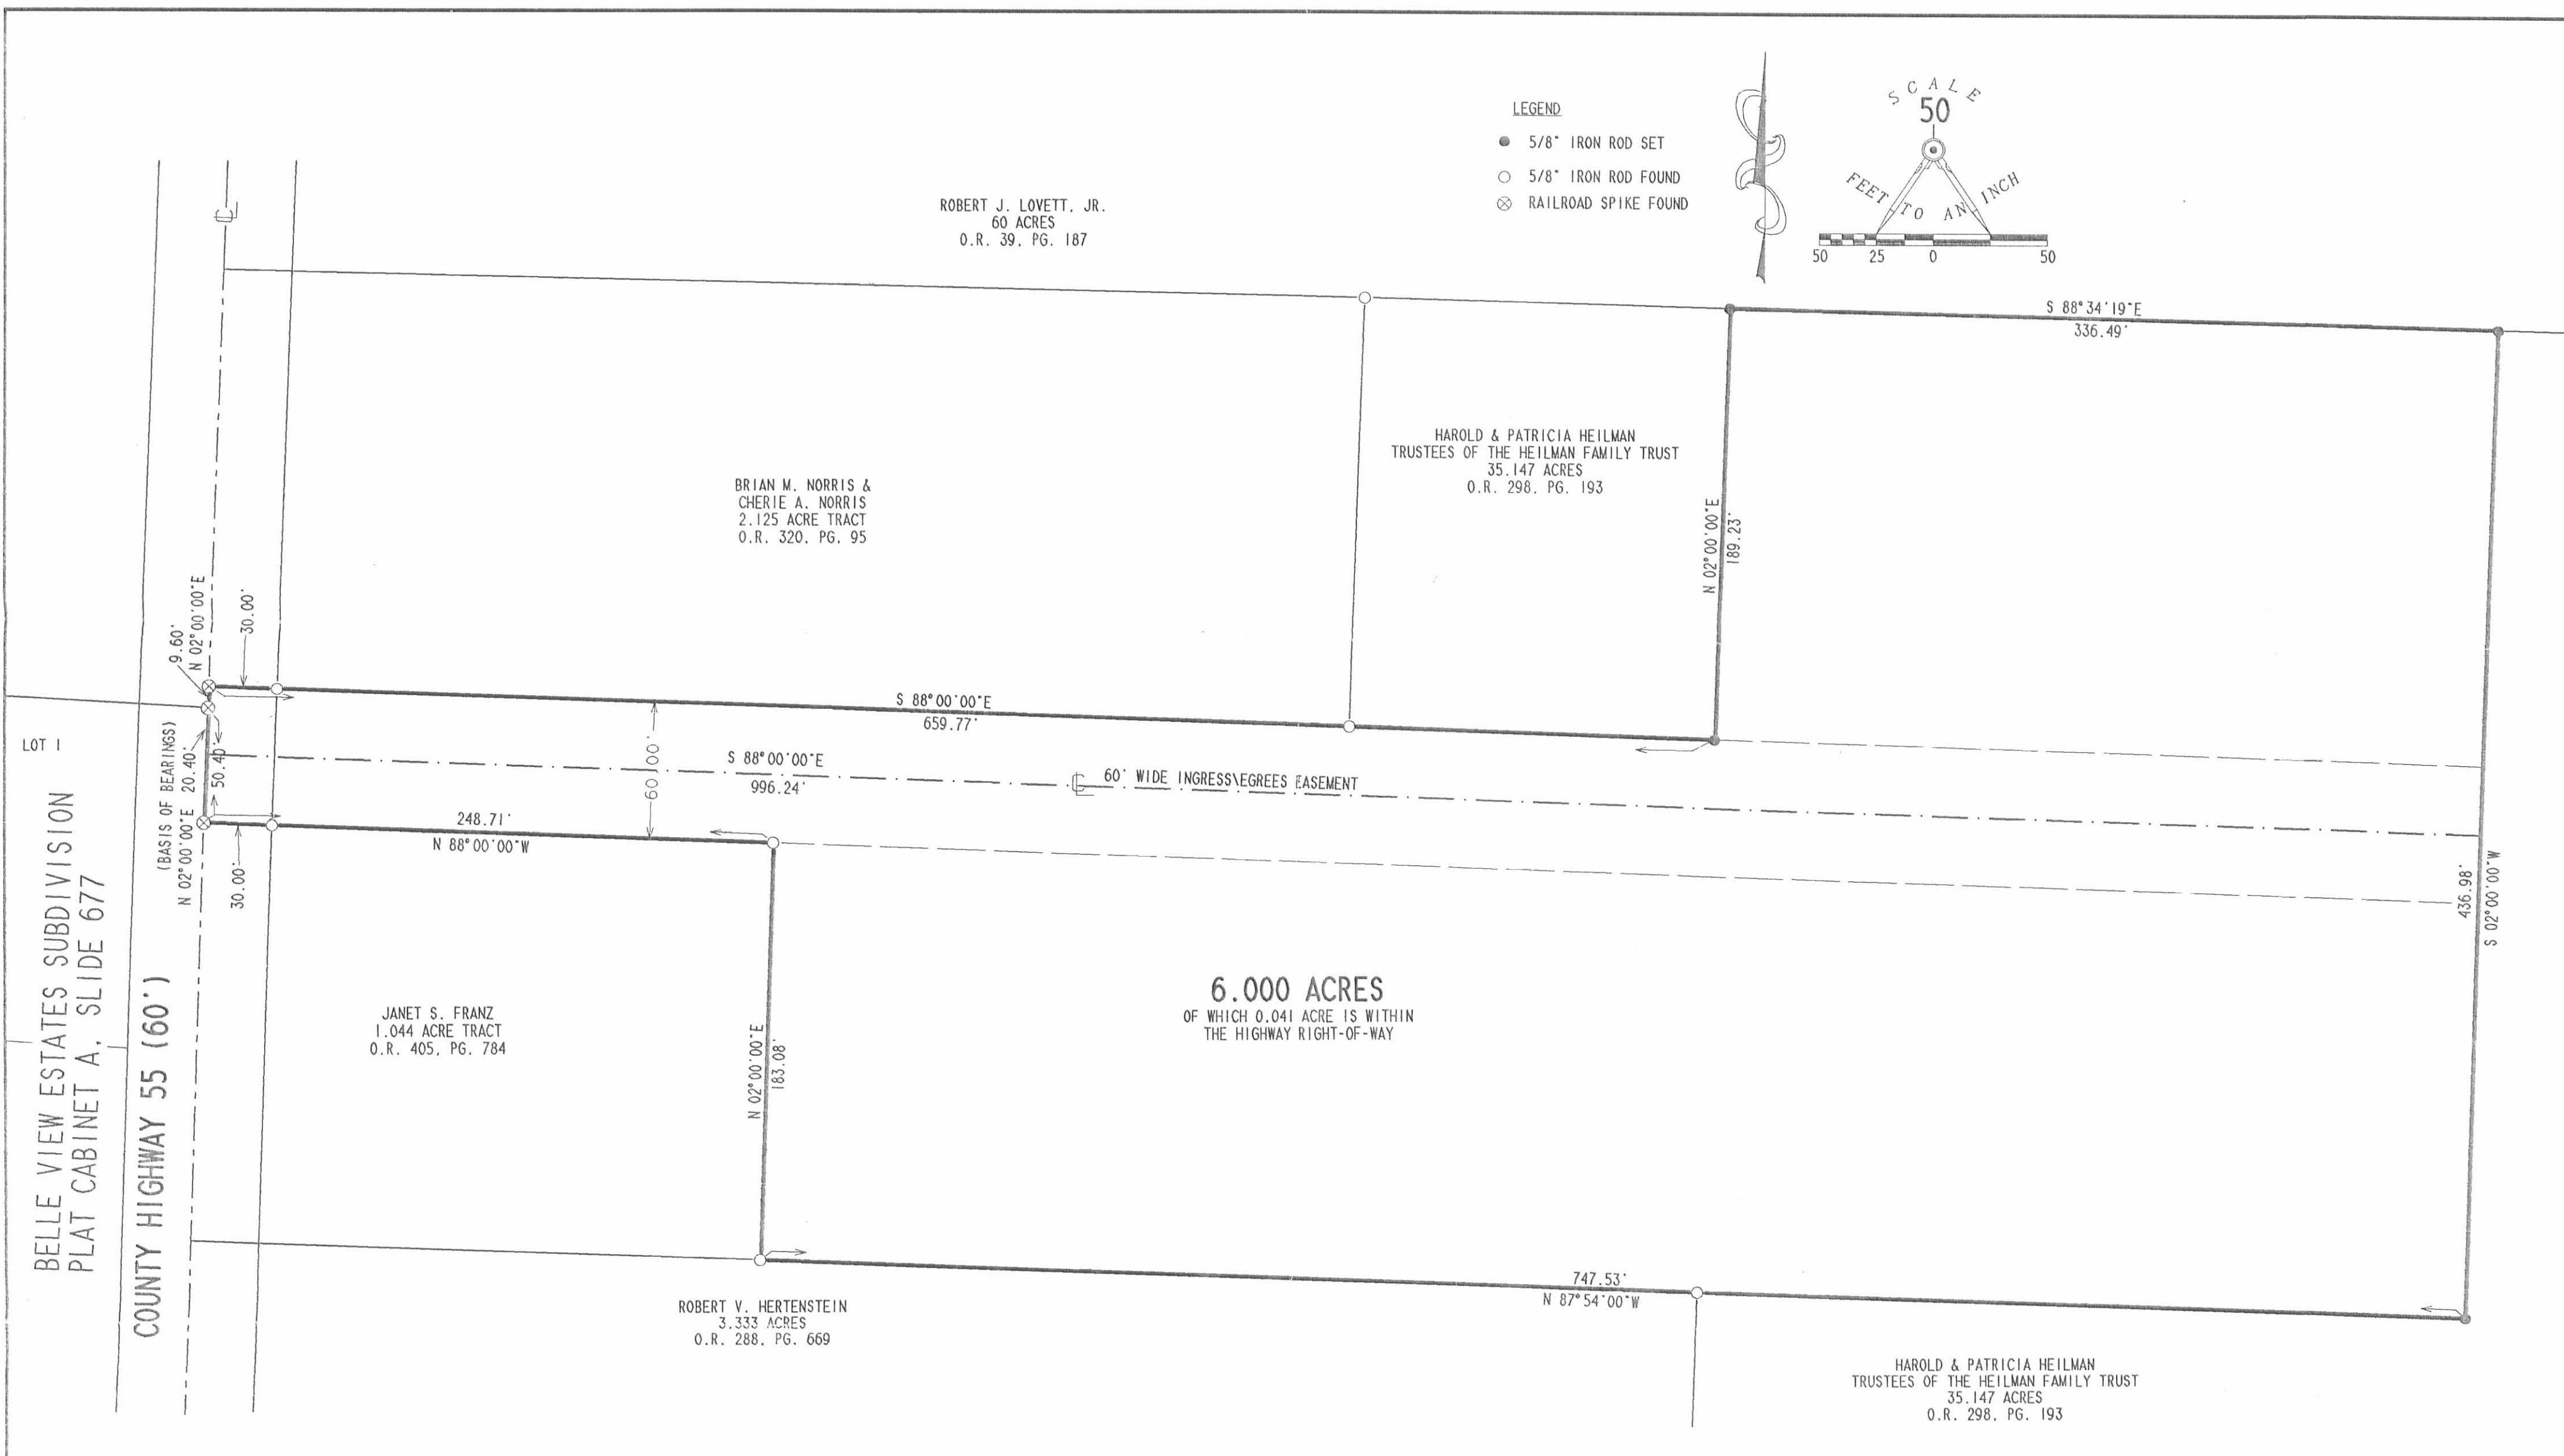 SCALE
50
FEET TO AN INCH
50 25 0 50
LEGEND
5/8" IRON ROD SET
5/8" IRON ROD FOUND
RAILROAD SPIKE FOUND
ROBERT J. LOVETT, JR.
60 ACRES
O.R. 39, PG. 187
S 88°34'19"E
336.49'
HAROLD & PATRICIA HEILMAN
TRUSTEES OF THE HEILMAN FAMILY TRUST
35.147 ACRES
O.R. 298, PG. 193
N 02°00'00"E
189.23'
BRIAN M. NORRIS &
CHERIE A. NORRIS
2.125 ACRE TRACT
O.R. 320, PG. 95
9.60'
N 02°00'00"E
30.00'
S 88°00'00"E
659.77'
LOT 1
(BASIS OF BEARINGS)
N 02°00'00"E 20.40'
50.40'
60.00'
S 88°00'00"E
996.24'
60' WIDE INGRESS\EGREES EASEMENT
248.71'
N 88°00'00"W
30.00'
436.98'
S 02°00'00"W
BELLE VIEW ESTATES SUBDIVISION
PLAT CABINET A, SLIDE 677
COUNTY HIGHWAY 55 (60')
JANET S. FRANZ
1.044 ACRE TRACT
O.R. 405, PG. 784
N 02°00'00"E
183.08'
6.000 ACRES
OF WHICH 0.041 ACRE IS WITHIN
THE HIGHWAY RIGHT-OF-WAY
747.53'
N 87°54'00"W
ROBERT V. HERTENSTEIN
3.333 ACRES
O.R. 288, PG. 669
HAROLD & PATRICIA HEILMAN
TRUSTEES OF THE HEILMAN FAMILY TRUST
35.147 ACRES
O.R. 298, PG. 193